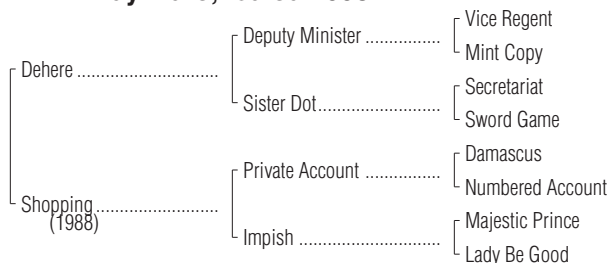 Vice Regent
Deputy Minister ..................
Mint Copy
Dehere ...................................
Secretariat
Sister Dot..............................
Sword Game
Damascus
Private Account ..................
Numbered Account
Shopping..............................
(1988)
Majestic Prince
Impish ...................................
Lady Be Good